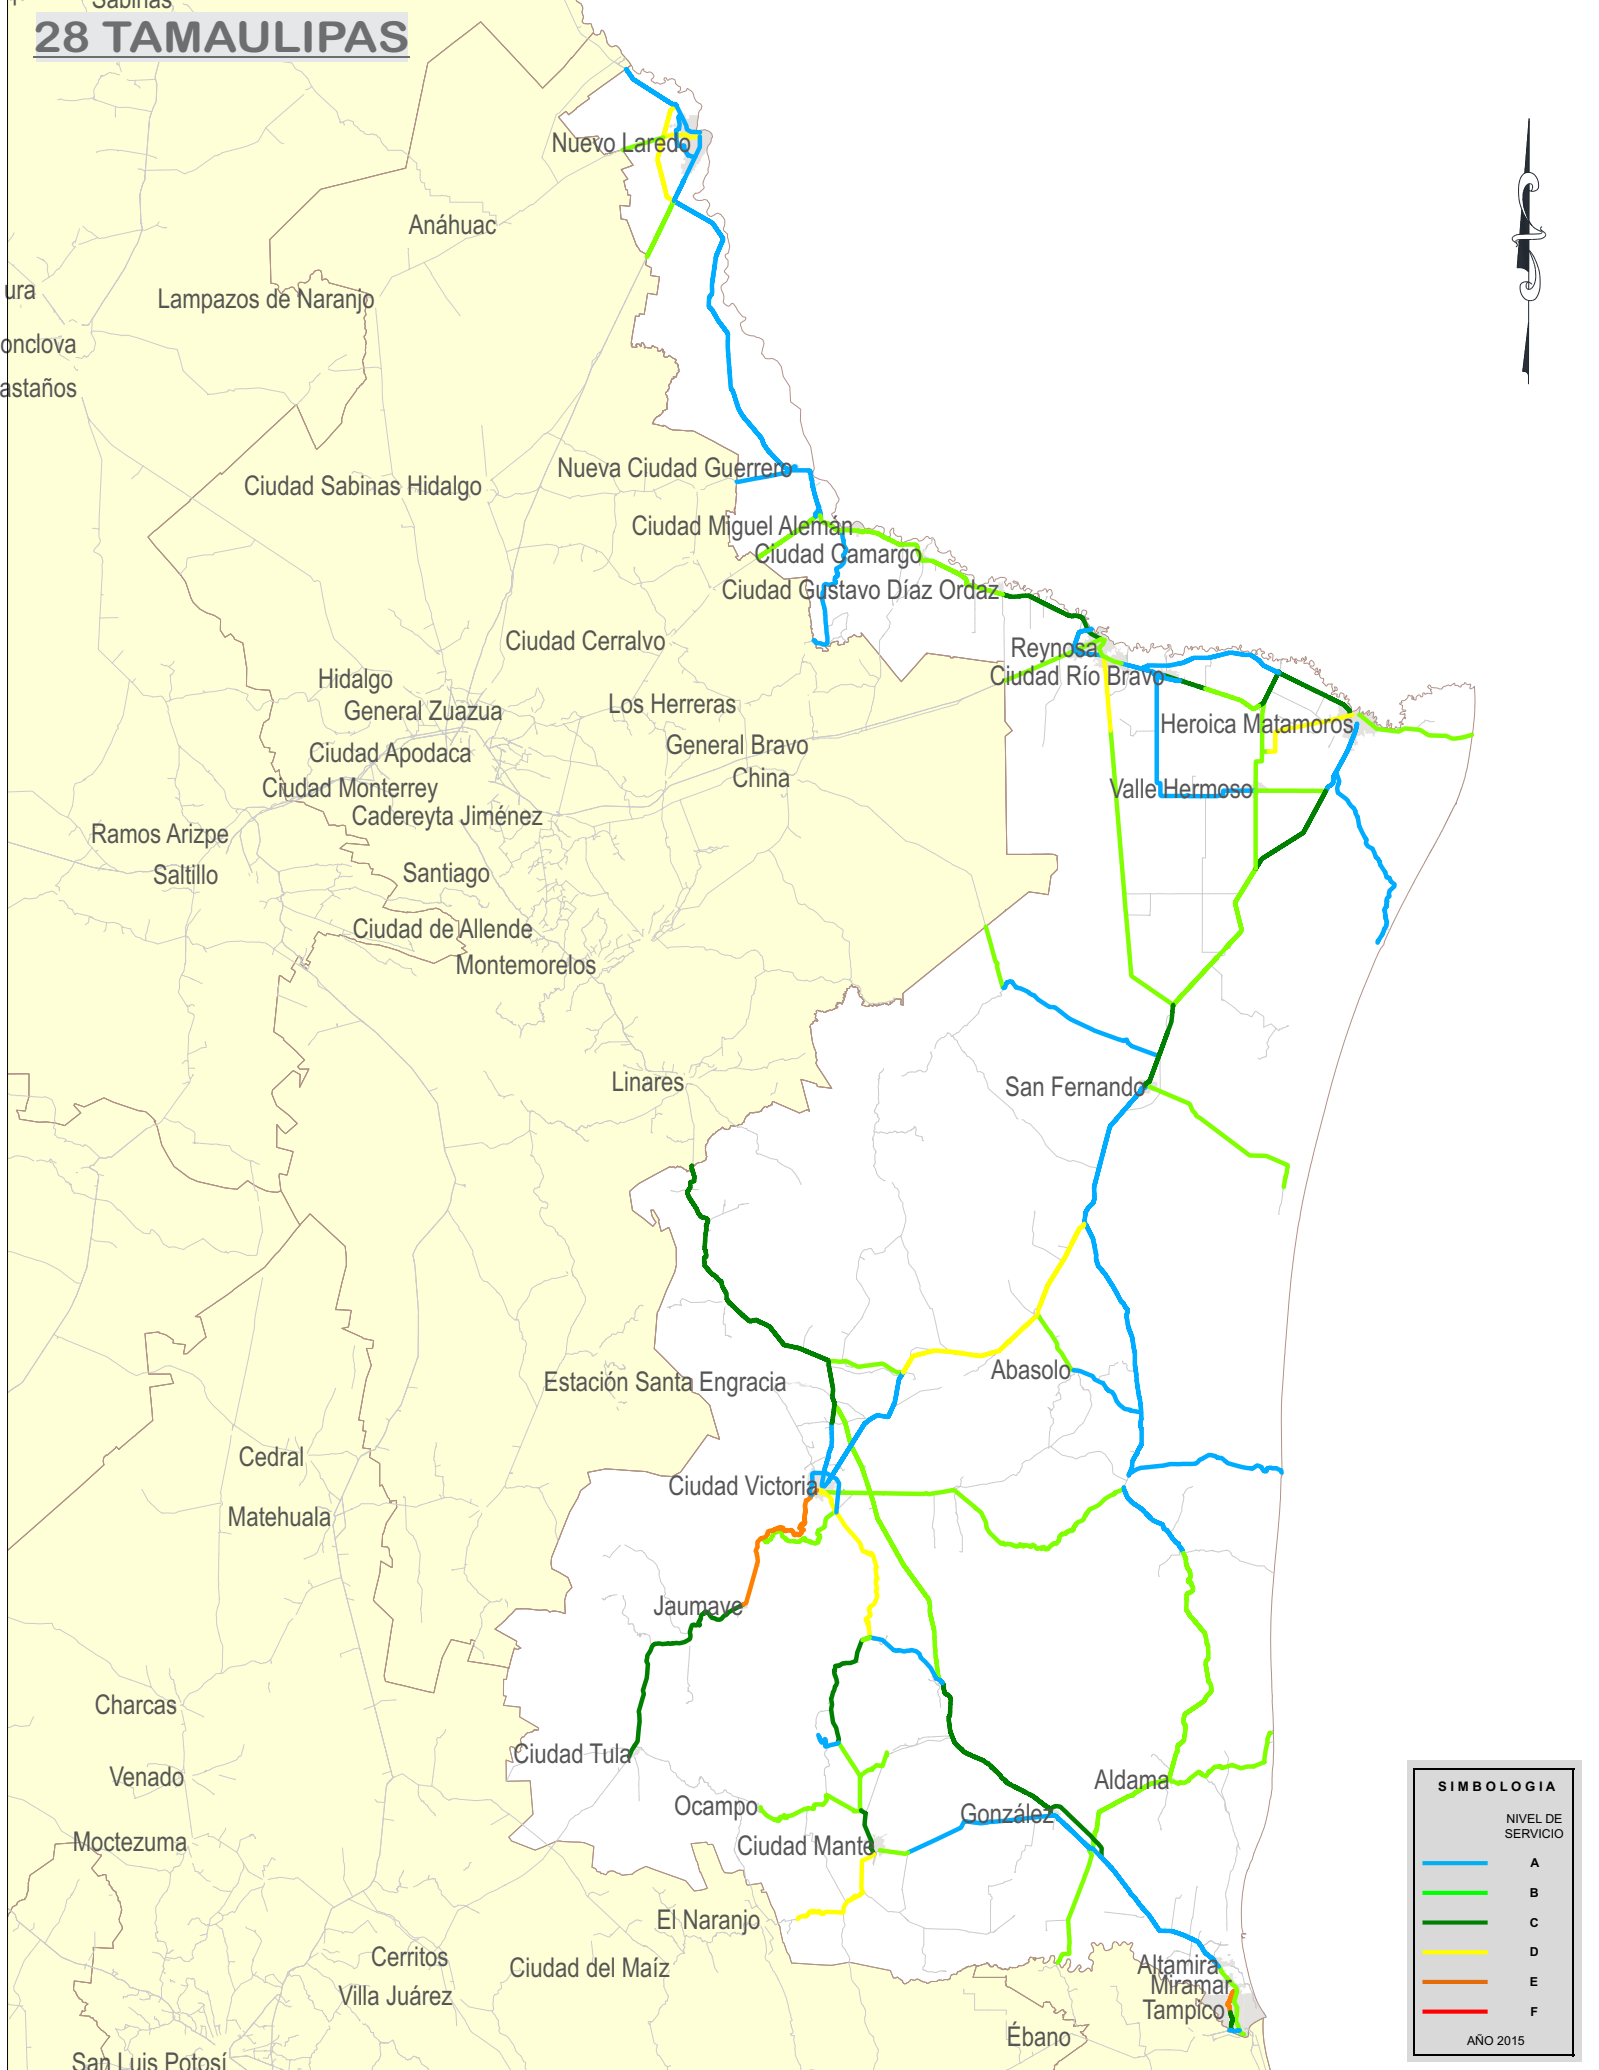 Sabinas
28 TAMAULIPAS
Nuevo Laredo
Anáhuac
ura
Lampazos de Naranjo
onclova
astaños
Nueva Ciudad Guerrero
Ciudad Sabinas Hidalgo
Ciudad Miguel Alemán
Ciudad Camargo
Ciudad Gustavo Díaz Ordaz
Ciudad Cerralvo
Reynosa
Ciudad Río Bravo
Hidalgo
Los Herreras
General Zuazua
Heroica Matamoros
General Bravo
Ciudad Apodaca
China
Ciudad Monterrey
Valle Hermoso
Cadereyta Jiménez
Ramos Arizpe
Santiago
Saltillo
Ciudad de Allende
Montemorelos
Linares
San Fernando
Abasolo
Estación Santa Engracia
Cedral
Ciudad Victoria
Matehuala
Jaumave
Charcas
Ciudad Tula
Venado
Aldama
Ocampo
González
Moctezuma
Ciudad Mante
El Naranjo
Cerritos
Ciudad del Maíz
Altamira
Miramar
Villa Juárez
Tampico
Ébano
San Luis Potosí
SIMBOLOGIA
NIVEL DE
SERVICIO
A
B
C
D
E
F
AÑO 2015